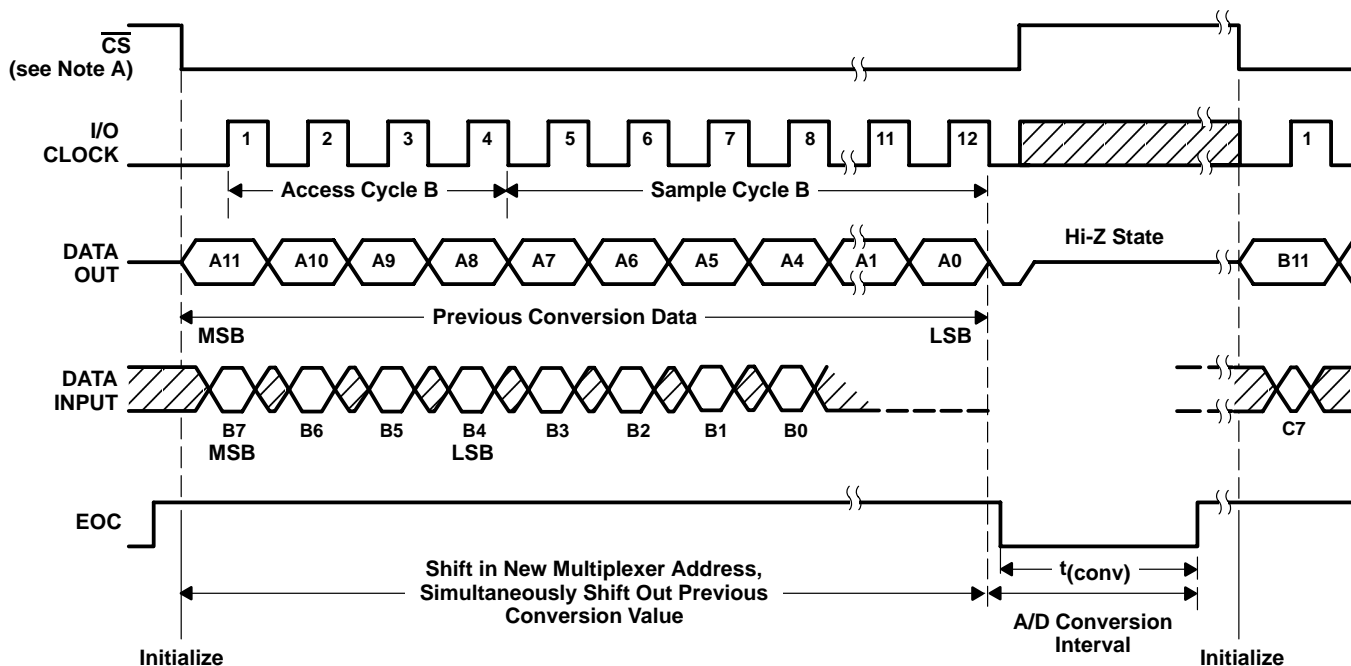 CS
(see Note A)
I/O
CLOCK
1 2 3 4 5 6 7 8 11 12 1
Access Cycle B
Sample Cycle B
DATA
OUT
A11 A10 A9 A8 A7 A6 A5 A4 A1 A0 B11
Hi-Z State
Previous Conversion Data
MSB LSB
DATA
INPUT
B7 B6 B5 B4 B3 B2 B1 B0 C7
MSB LSB
EOC
Shift in New Multiplexer Address,
Simultaneously Shift Out Previous
Conversion Value
t(conv)
A/D Conversion
Interval
Initialize Initialize